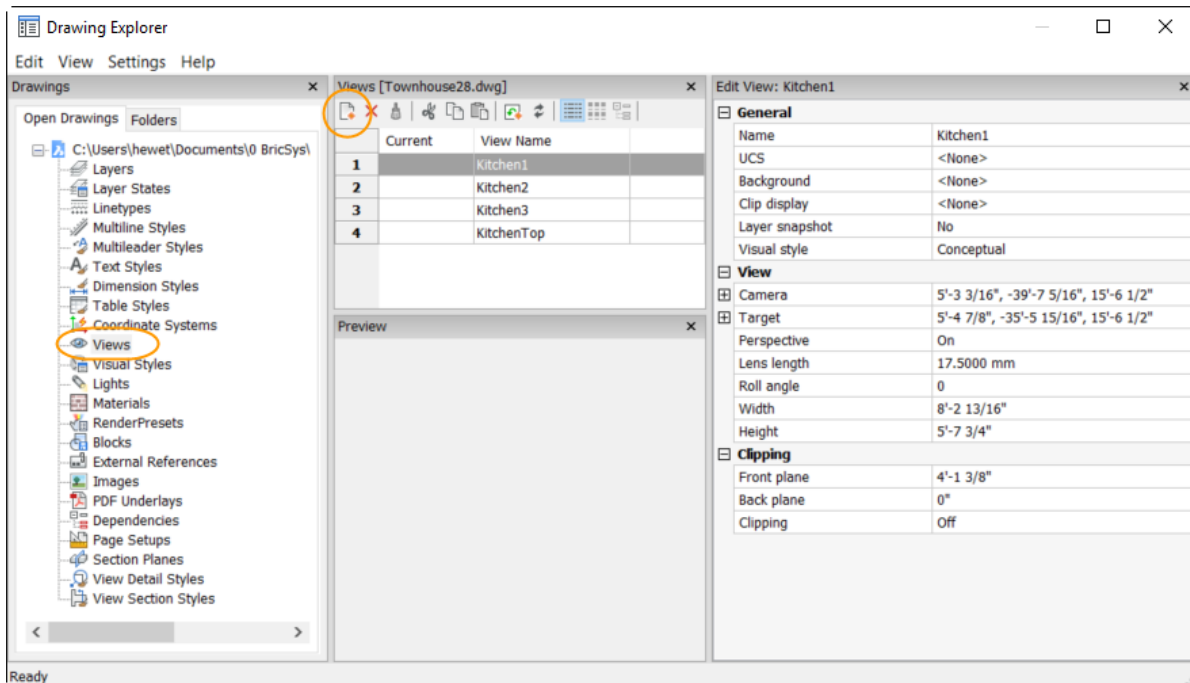 Drawing Explorer
Edit View Settings Help
Drawings
Open Drawings Folders
C:\Users\hewet\Documents\0 BricSys\
Layers
Layer States
Linetypes
Multiline Styles
Multileader Styles
Text Styles
Dimension Styles
Table Styles
Coordinate Systems
Views
Visual Styles
Lights
Materials
RenderPresets
Blocks
External References
Images
PDF Underlays
Dependencies
Page Setups
Section Planes
View Detail Styles
View Section Styles
Views [Townhouse28.dwg]
Current View Name
1 Kitchen1
2 Kitchen2
3 Kitchen3
4 KitchenTop
Preview
Edit View: Kitchen1
General
Name Kitchen1
UCS <None>
Background <None>
Clip display <None>
Layer snapshot No
Visual style Conceptual
View
Camera 5'-3 3/16", -39'-7 5/16", 15'-6 1/2"
Target 5'-4 7/8", -35'-5 15/16", 15'-6 1/2"
Perspective On
Lens length 17.5000 mm
Roll angle 0
Width 8'-2 13/16"
Height 5'-7 3/4"
Clipping
Front plane 4'-1 3/8"
Back plane 0"
Clipping Off
Ready